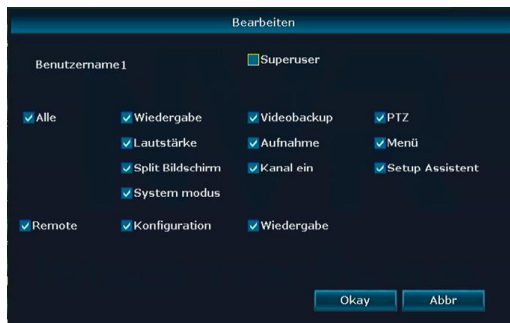 Bearbeiten
Benutzername1 Superuser
Alle Wiedergabe Videobackup PTZ
Lautstärke Aufnahme Menü
Split Bildschirm Kanal ein Setup Assistent
System modus
Remote Konfiguration Wiedergabe
Okay Abbr